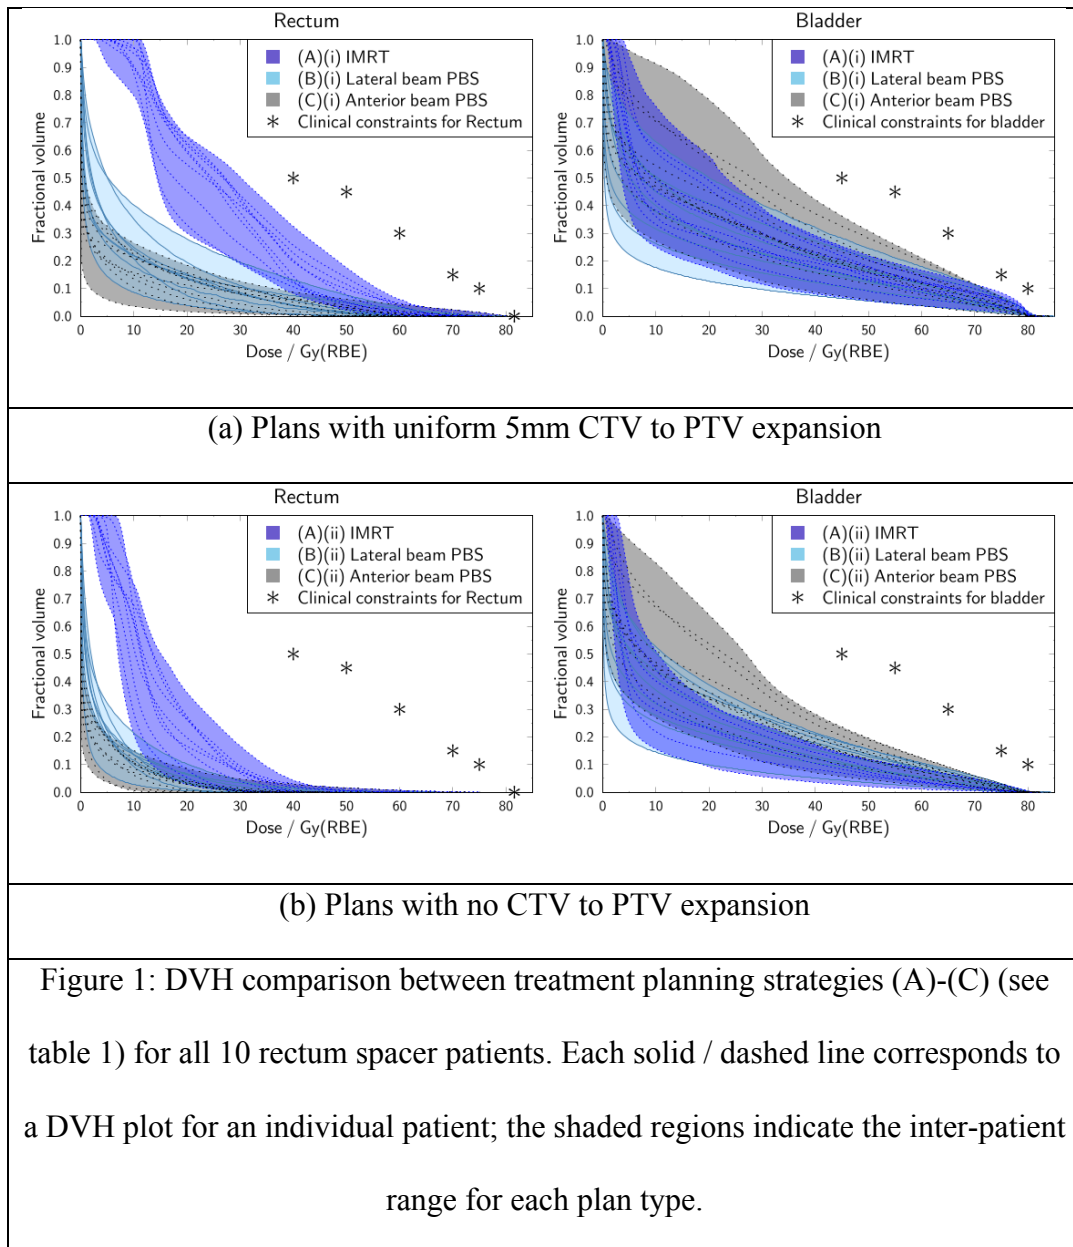 Rectum
Bladder
1.0
0.9
0.8
0.7
0.6
0.5
0.4
0.3
0.2
0.1
0.0
Fractional volume
(A)(i) IMRT
(B)(i) Lateral beam PBS
(C)(i) Anterior beam PBS
* Clinical constraints for Rectum
0 10 20 30 40 50 60 70 80
Dose / Gy(RBE)
1.0
0.9
0.8
0.7
0.6
0.5
0.4
0.3
0.2
0.1
0.0
Fractional volume
(A)(i) IMRT
(B)(i) Lateral beam PBS
(C)(i) Anterior beam PBS
* Clinical constraints for bladder
0 10 20 30 40 50 60 70 80
Dose / Gy(RBE)
(a) Plans with uniform 5mm CTV to PTV expansion
Rectum
Bladder
1.0
0.9
0.8
0.7
0.6
0.5
0.4
0.3
0.2
0.1
0.0
Fractional volume
(A)(ii) IMRT
(B)(ii) Lateral beam PBS
(C)(ii) Anterior beam PBS
* Clinical constraints for Rectum
0 10 20 30 40 50 60 70 80
Dose / Gy(RBE)
1.0
0.9
0.8
0.7
0.6
0.5
0.4
0.3
0.2
0.1
0.0
Fractional volume
(A)(ii) IMRT
(B)(ii) Lateral beam PBS
(C)(ii) Anterior beam PBS
* Clinical constraints for bladder
0 10 20 30 40 50 60 70 80
Dose / Gy(RBE)
(b) Plans with no CTV to PTV expansion
Figure 1: DVH comparison between treatment planning strategies (A)-(C) (see
table 1) for all 10 rectum spacer patients. Each solid / dashed line corresponds to
a DVH plot for an individual patient; the shaded regions indicate the inter-patient
range for each plan type.